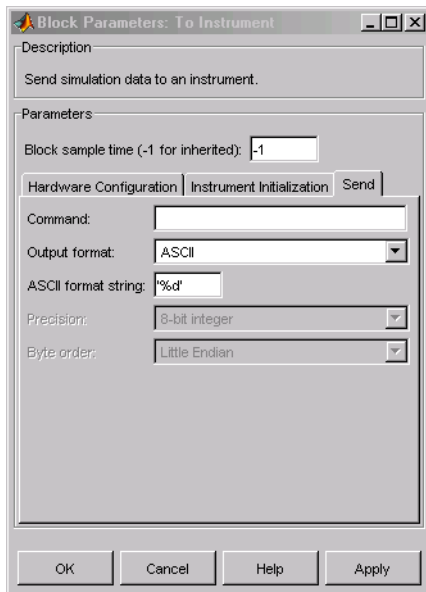 Block Parameters: To Instrument
Description
Send simulation data to an instrument.
Parameters
Block sample time (-1 for inherited): -1
Hardware Configuration Instrument Initialization Send
Command:
Output format: ASCII
ASCII format string: '%d'
Precision: 8-bit integer
Byte order: Little Endian
OK Cancel Help Apply